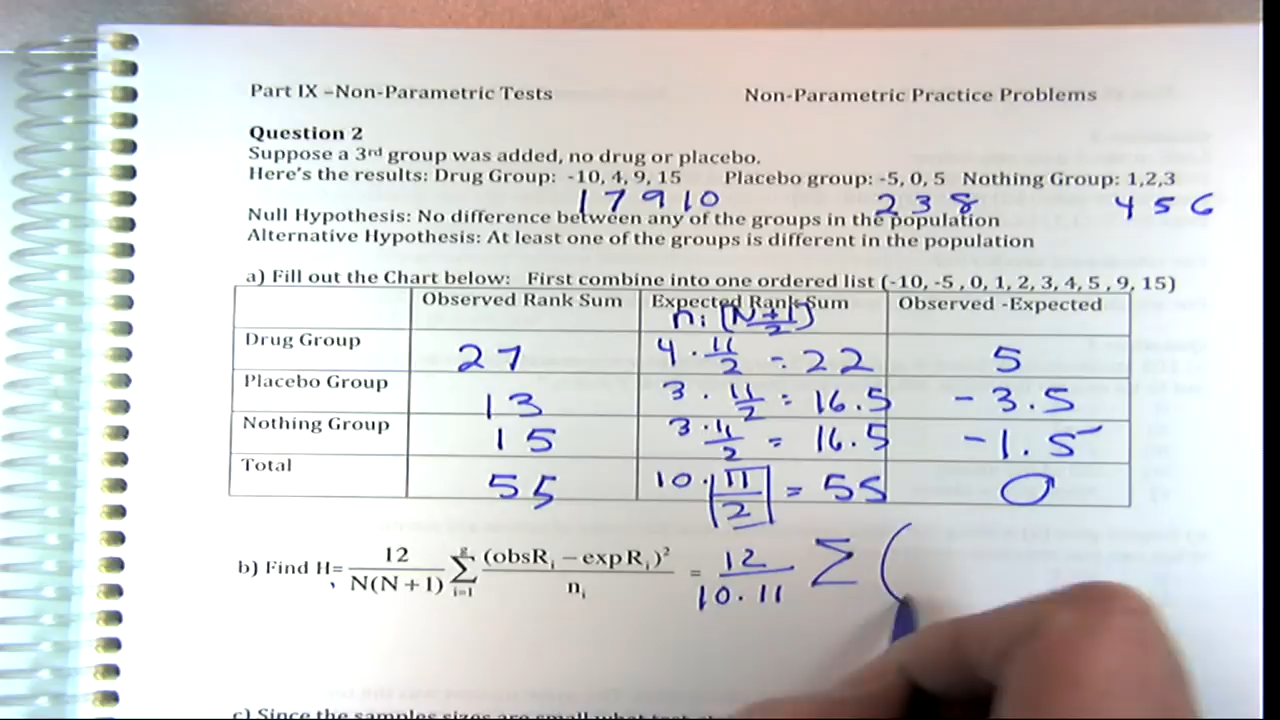 Part IX –Non-Parametric Tests Non-Parametric Practice Problems
Question 2
Suppose a 3rd group was added, no drug or placebo.
Here's the results: Drug Group: -10, 4, 9, 15 Placebo group: -5, 0, 5 Nothing Group: 1,2,3
1 7 9 10 2 3 8 4 5 6
Null Hypothesis: No difference between any of the groups in the population
Alternative Hypothesis: At least one of the groups is different in the population
a) Fill out the Chart below: First combine into one ordered list (-10, -5 , 0, 1, 2, 3, 4, 5 , 9, 15)
Observed Rank Sum Expected Rank Sum Observed -Expected
ni [N+1/2]
Drug Group 27 4 · 11/2 = 22 5
Placebo Group 13 3 · 11/2 = 16.5 -3.5
Nothing Group 15 3 · 11/2 = 16.5 -1.5
Total 55 10 · 11/2 = 55 0
b) Find H= 12/N(N+1) Σ i=1 g (obsRi – exp Ri)²/ni = 12/10·11 Σ (